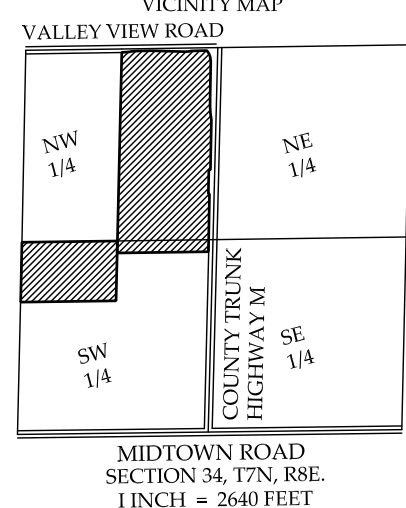 VICINITY MAP
VALLEY VIEW ROAD
NW
1/4
NE
1/4
SW
1/4
COUNTY TRUNK
HIGHWAY M
SE
1/4
MIDTOWN ROAD
SECTION 34, T7N, R8E.
1 INCH = 2640 FEET